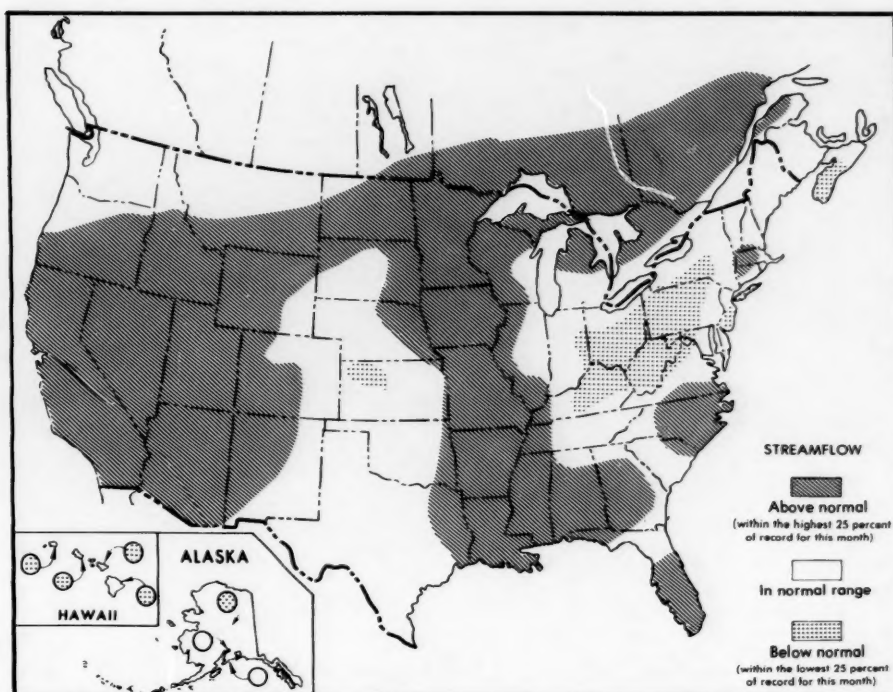 STREAMFLOW
Above normal
(within the highest 25 percent
of record for this month)
In normal range
Below normal
(within the lowest 25 percent
of record for this month)
ALASKA
HAWAII